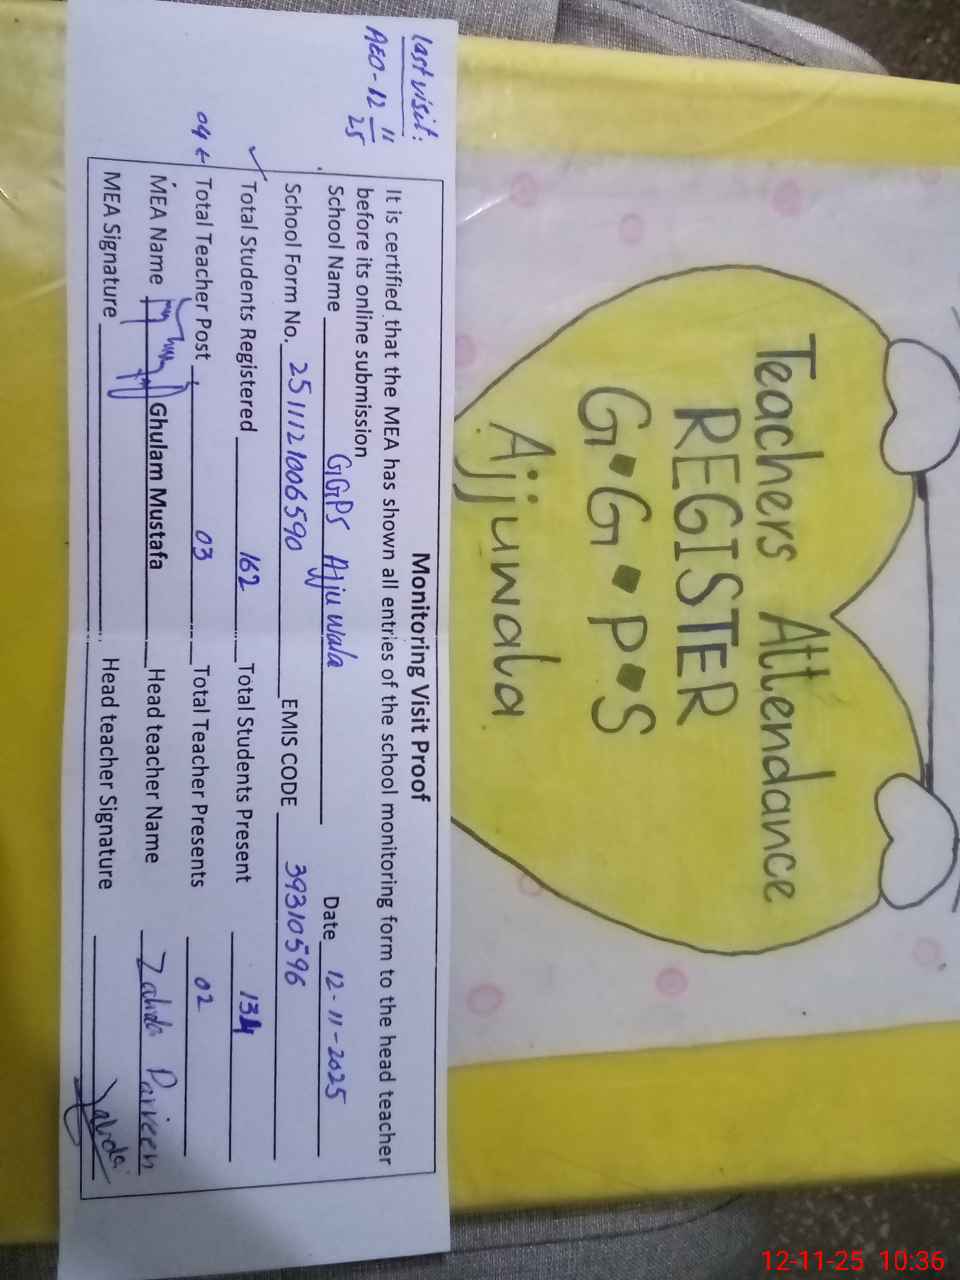 Teachers Attendance
REGISTER
G.G.P.S
Ajjuwala
last visit:
AEO - 12 11
25
Monitoring Visit Proof
It is certified that the MEA has shown all entries of the school monitoring form to the head teacher
before its online submission
School Name GGPS Ajju wala Date 12-11-2025
School Form No. 2511121006590 EMIS CODE 39310596
✓ Total Students Registered 162 Total Students Present 134
04 ← Total Teacher Post 03 Total Teacher Presents 02
MEA Name Ghulam Mustafa Head teacher Name Zahida Parveen
MEA Signature Head teacher Signature Zahida
12-11-25 10:36